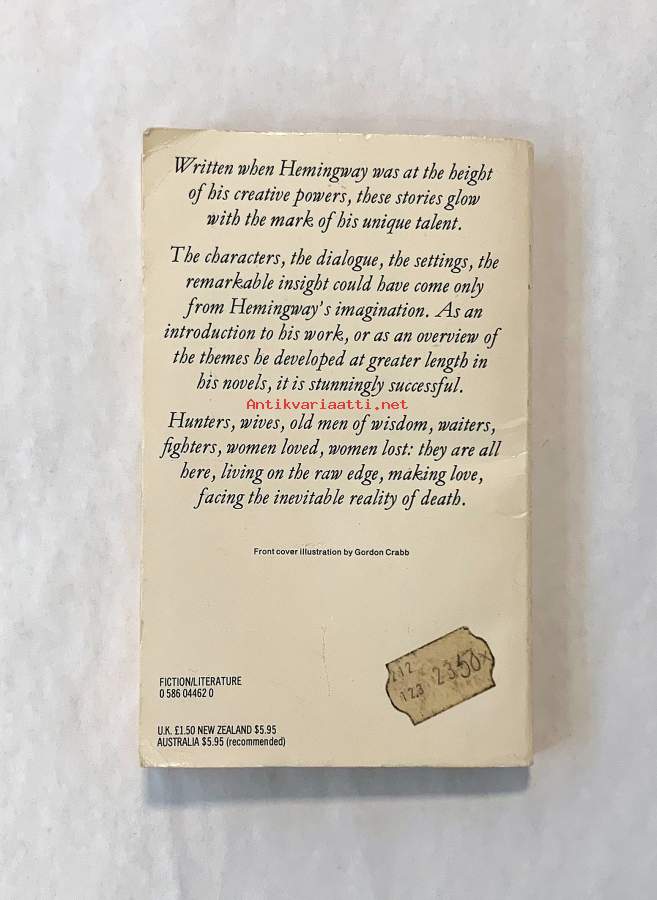 Written when Hemingway was at the height
of his creative powers, these stories glow
with the mark of his unique talent.
The characters, the dialogue, the settings, the
remarkable insight could have come only
from Hemingway's imagination. As an
introduction to his work, or as an overview of
the themes he developed at greater length in
his novels, it is stunningly successful.
Antikvariaatti.net
Hunters, wives, old men of wisdom, waiters,
fighters, women loved, women lost: they are all
here, living on the raw edge, making love,
facing the inevitable reality of death.
Front cover illustration by Gordon Crabb
FICTION/LITERATURE
0 586 04462 0
U.K. £1.50 NEW ZEALAND $5.95
AUSTRALIA $5.95 (recommended)